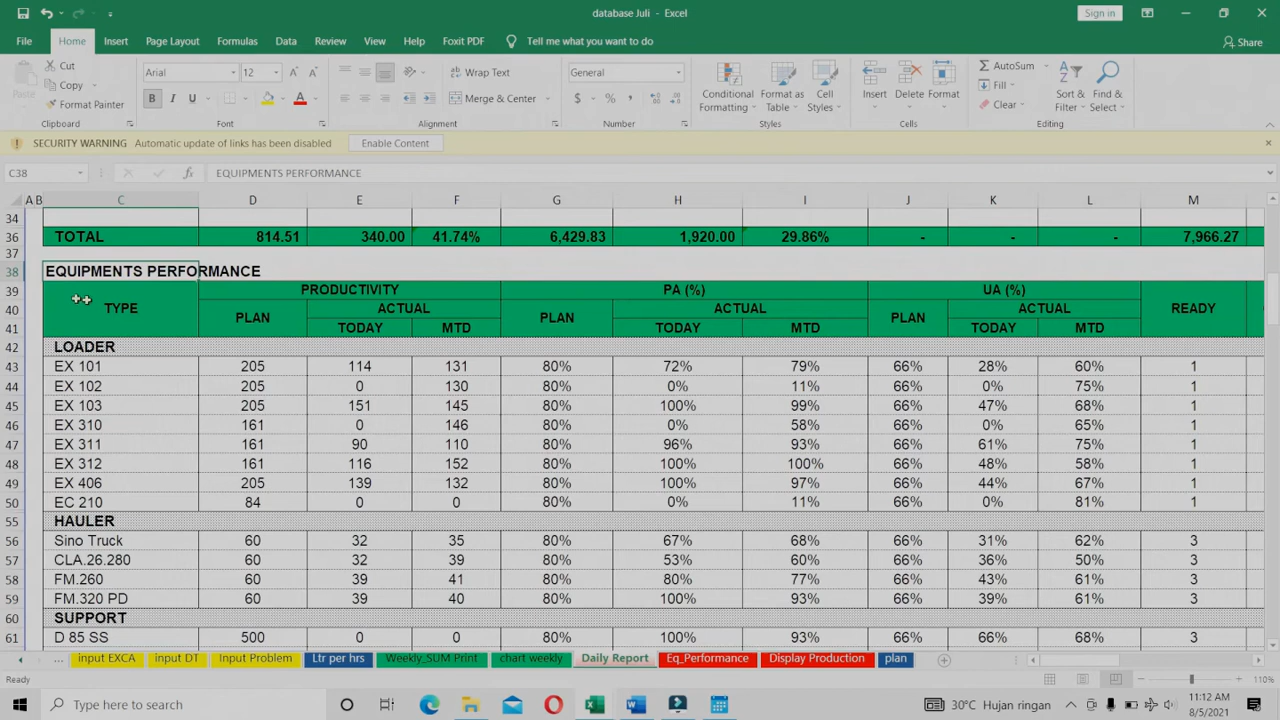 database Juli - Excel
Sign in
File Home Insert Page Layout Formulas Data Review View Help Foxit PDF Tell me what you want to do Share
Cut
Copy
Format Painter
Paste
Clipboard
Arial 12
B I U
Font
Wrap Text
Merge & Center
Alignment
General
$ % ,
Number
Conditional Formatting
Format as Table
Cell Styles
Styles
Insert Delete Format
Cells
AutoSum
Fill
Clear
Sort & Filter
Find & Select
Editing
SECURITY WARNING Automatic update of links has been disabled Enable Content
C38 fx EQUIPMENTS PERFORMANCE
A B C D E F G H I J K L M
34
36 TOTAL 814.51 340.00 41.74% 6,429.83 1,920.00 29.86% - - - 7,966.27
37
38 EQUIPMENTS PERFORMANCE
39 PRODUCTIVITY PA (%) UA (%)
40 TYPE PLAN ACTUAL PLAN ACTUAL PLAN ACTUAL READY
41 TODAY MTD TODAY MTD TODAY MTD
42 LOADER
43 EX 101 205 114 131 80% 72% 79% 66% 28% 60% 1
44 EX 102 205 0 130 80% 0% 11% 66% 0% 75% 1
45 EX 103 205 151 145 80% 100% 99% 66% 47% 68% 1
46 EX 310 161 0 146 80% 0% 58% 66% 0% 65% 1
47 EX 311 161 90 110 80% 96% 93% 66% 61% 75% 1
48 EX 312 161 116 152 80% 100% 100% 66% 48% 58% 1
49 EX 406 205 139 132 80% 100% 97% 66% 44% 67% 1
50 EC 210 84 0 0 80% 0% 11% 66% 0% 81% 1
55 HAULER
56 Sino Truck 60 32 35 80% 67% 68% 66% 31% 62% 3
57 CLA.26.280 60 32 39 80% 53% 60% 66% 36% 50% 3
58 FM.260 60 39 41 80% 80% 77% 66% 43% 61% 3
59 FM.320 PD 60 39 40 80% 100% 93% 66% 39% 61% 3
60 SUPPORT
61 D 85 SS 500 0 0 80% 100% 93% 66% 66% 68% 3
... input EXCA input DT Input Problem Ltr per hrs Weekly_SUM Print chart weekly Daily Report Eq_Performance Display Production plan
Ready 110%
Type here to search
30°C Hujan ringan
11:12 AM
8/5/2021